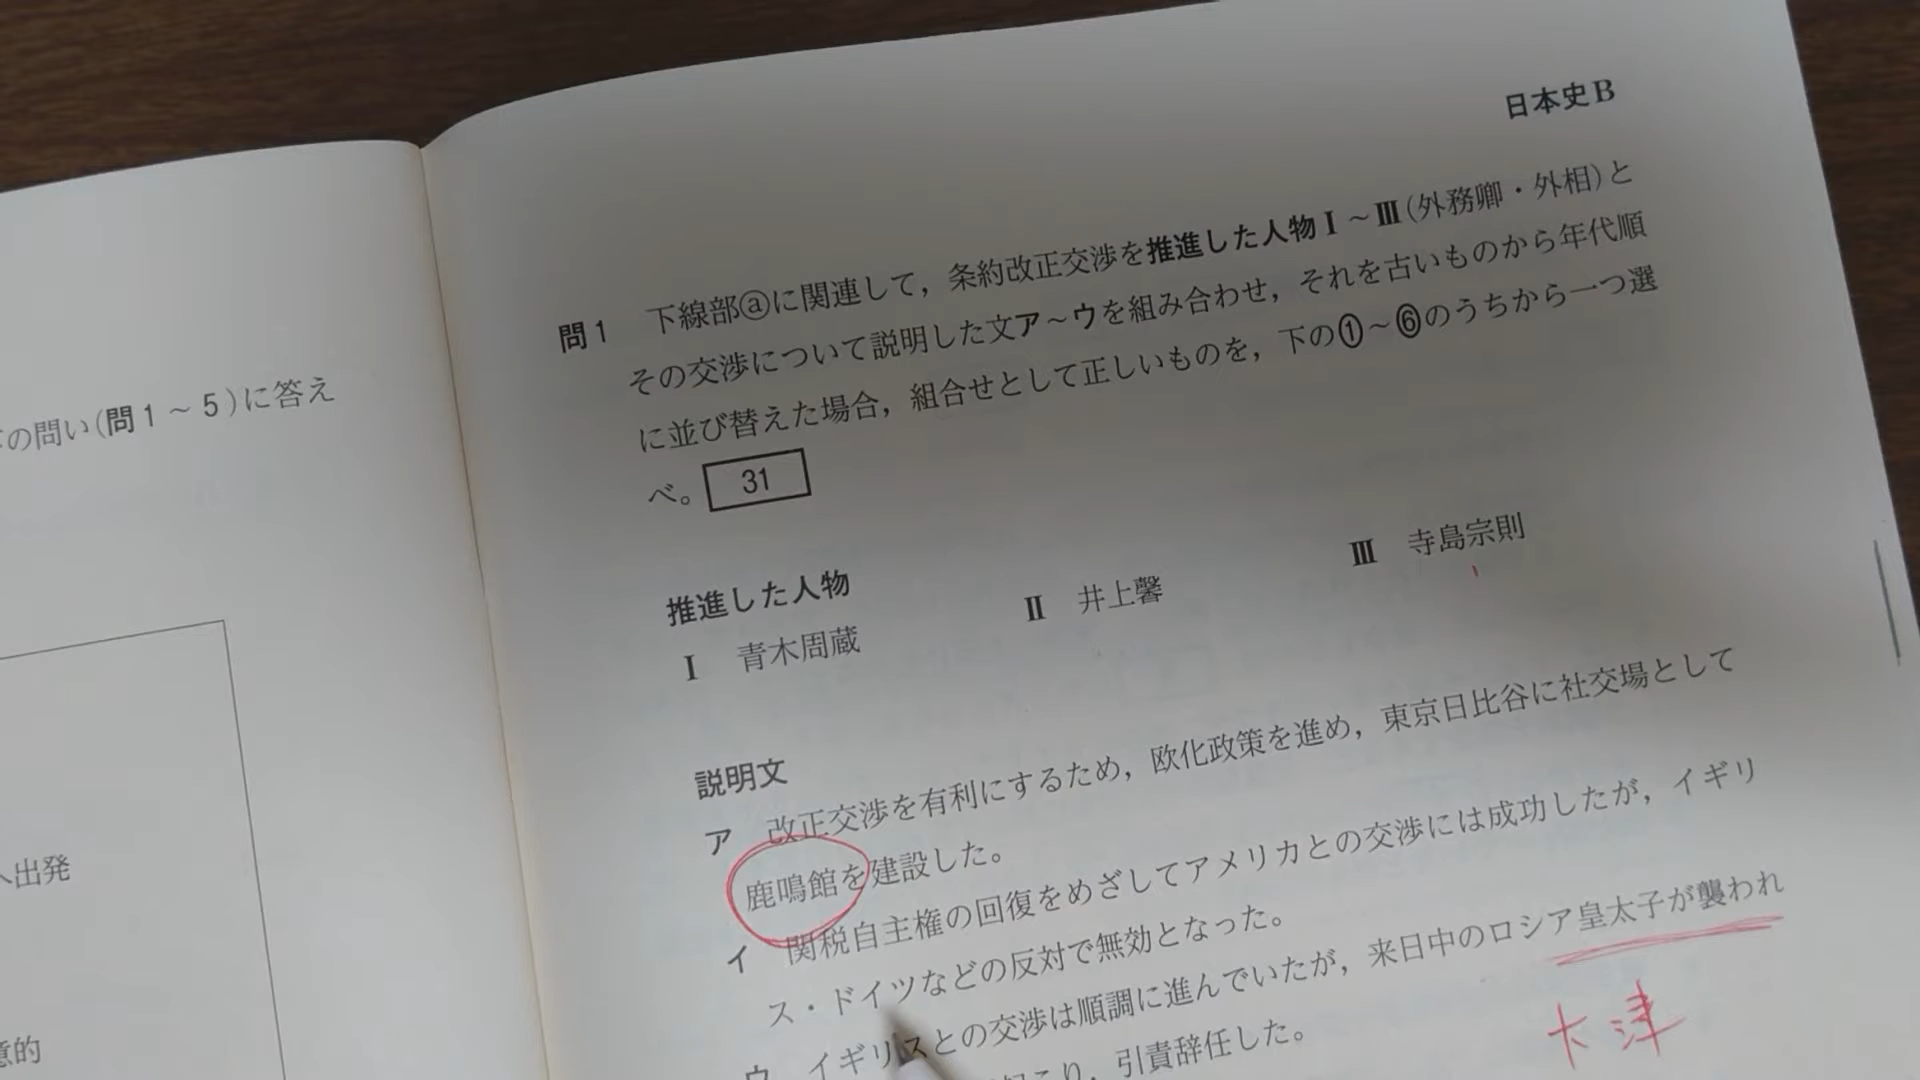 の問い(問1～5)に答え
へ出発
意的
日本史B
問1 下線部ⓐに関連して，条約改正交渉を推進した人物Ⅰ～Ⅲ(外務卿・外相)と
その交渉について説明した文ア～ウを組み合わせ，それを古いものから年代順
に並び替えた場合，組合せとして正しいものを，下の①～⑥のうちから一つ選
べ。 31
推進した人物
Ⅰ 青木周蔵 Ⅱ 井上馨 Ⅲ 寺島宗則
説明文
ア 改正交渉を有利にするため，欧化政策を進め，東京日比谷に社交場として
鹿鳴館を建設した。
イ 関税自主権の回復をめざしてアメリカとの交渉には成功したが，イギリ
ス・ドイツなどの反対で無効となった。
ウ イギリスとの交渉は順調に進んでいたが，来日中のロシア皇太子が襲われ
こり，引責辞任した。
大津